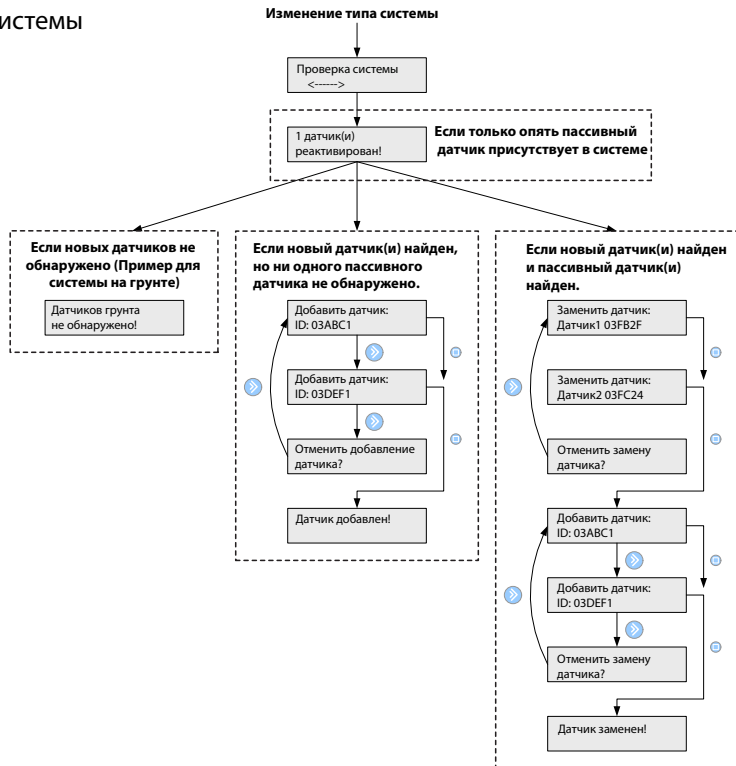 истемы
Изменение типа системы
Проверка системы
<------>
1 датчик(и)
реактивирован!
Если только опять пассивный
датчик присутствует в системе
Если новых датчиков не
обнаружено (Пример для
системы на грунте)
Датчиков грунта
не обнаружено!
Если новый датчик(и) найден,
но ни одного пассивного
датчика не обнаружено.
Добавить датчик:
ID: 03ABC1
Добавить датчик:
ID: 03DEF1
Отменить добавление
датчика?
Датчик добавлен!
Если новый датчик(и) найден
и пассивный датчик(и)
найден.
Заменить датчик:
Датчик1 03FB2F
Заменить датчик:
Датчик2 03FC24
Отменить замену
датчика?
Добавить датчик:
ID: 03ABC1
Добавить датчик:
ID: 03DEF1
Отменить замену
датчика?
Датчик заменен!